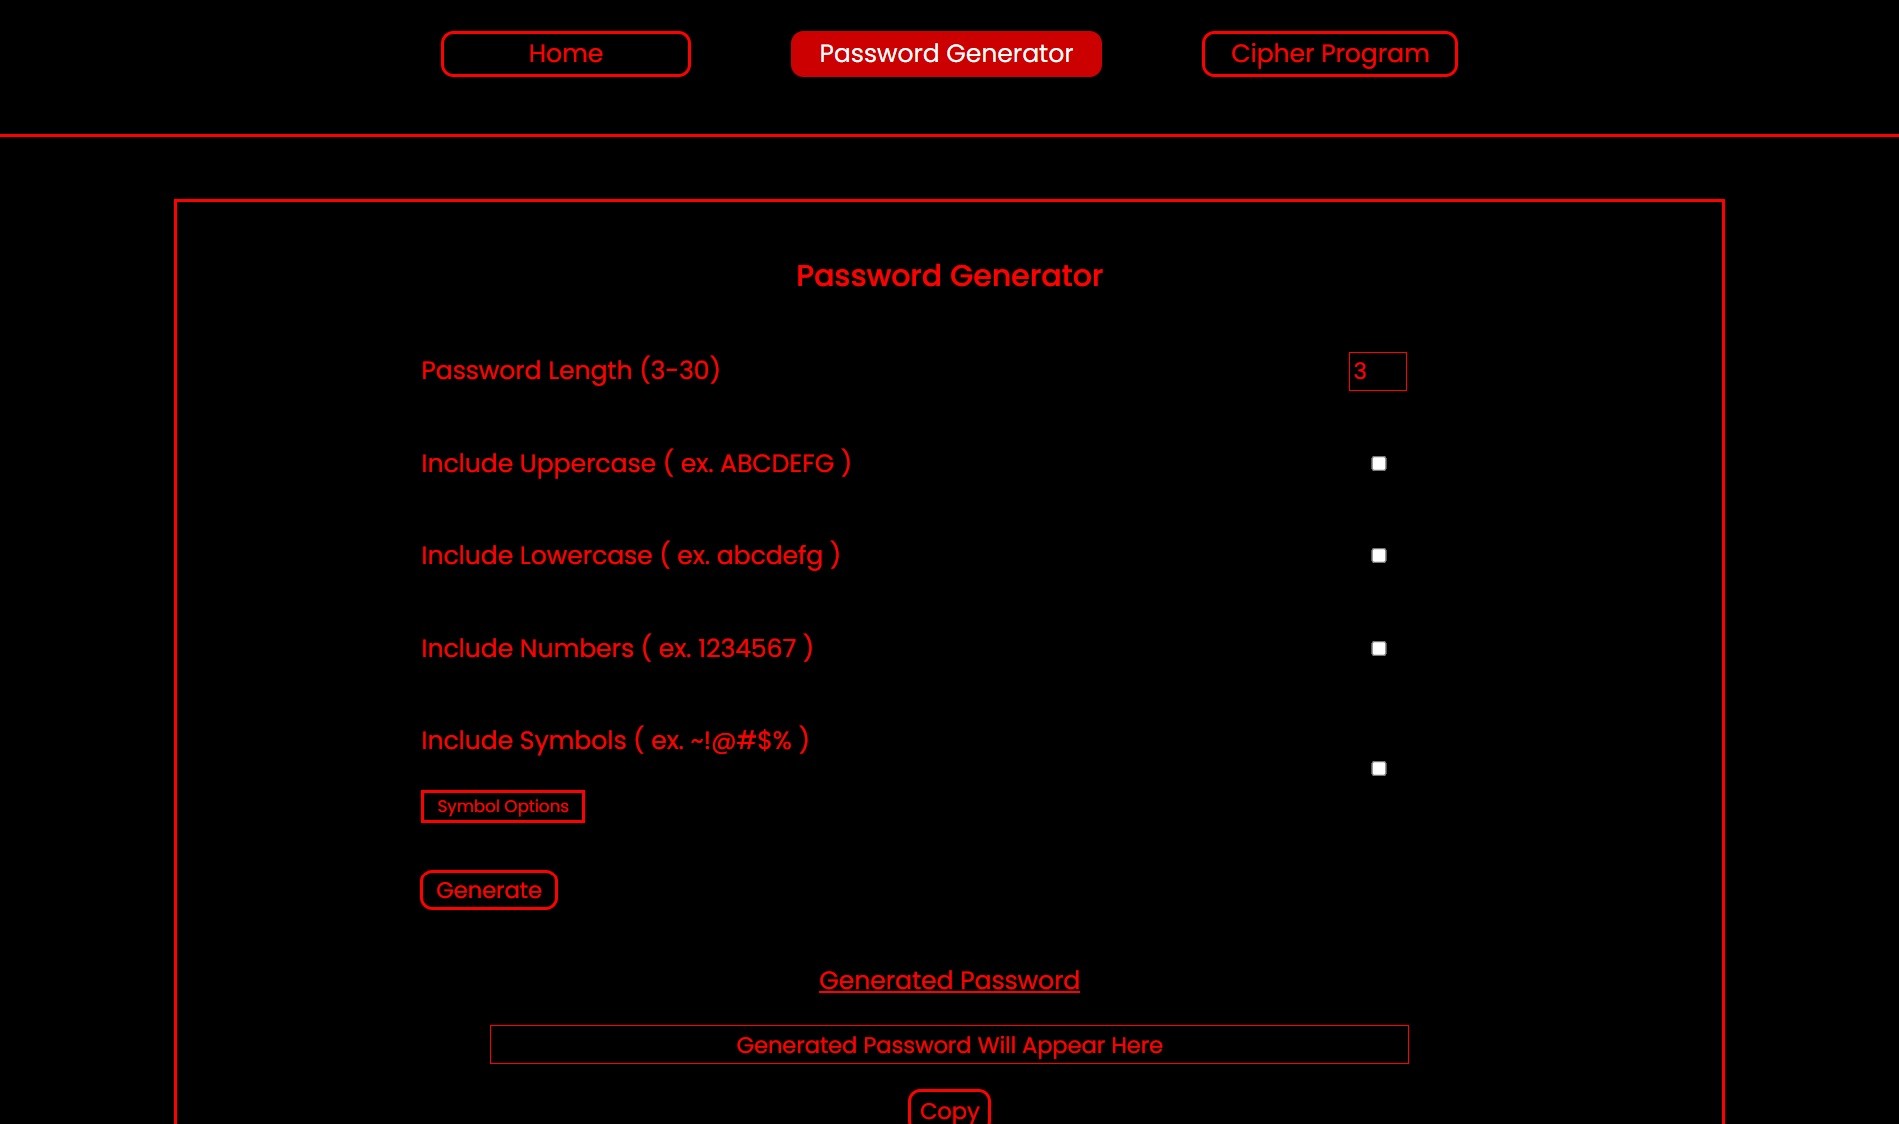 Home Password Generator Cipher Program
Password Generator
Password Length (3-30) 3
Include Uppercase ( ex. ABCDEFG )
Include Lowercase ( ex. abcdefg )
Include Numbers ( ex. 1234567 )
Include Symbols ( ex. ~!@#$% )
Symbol Options
Generate
Generated Password
Generated Password Will Appear Here
Copy